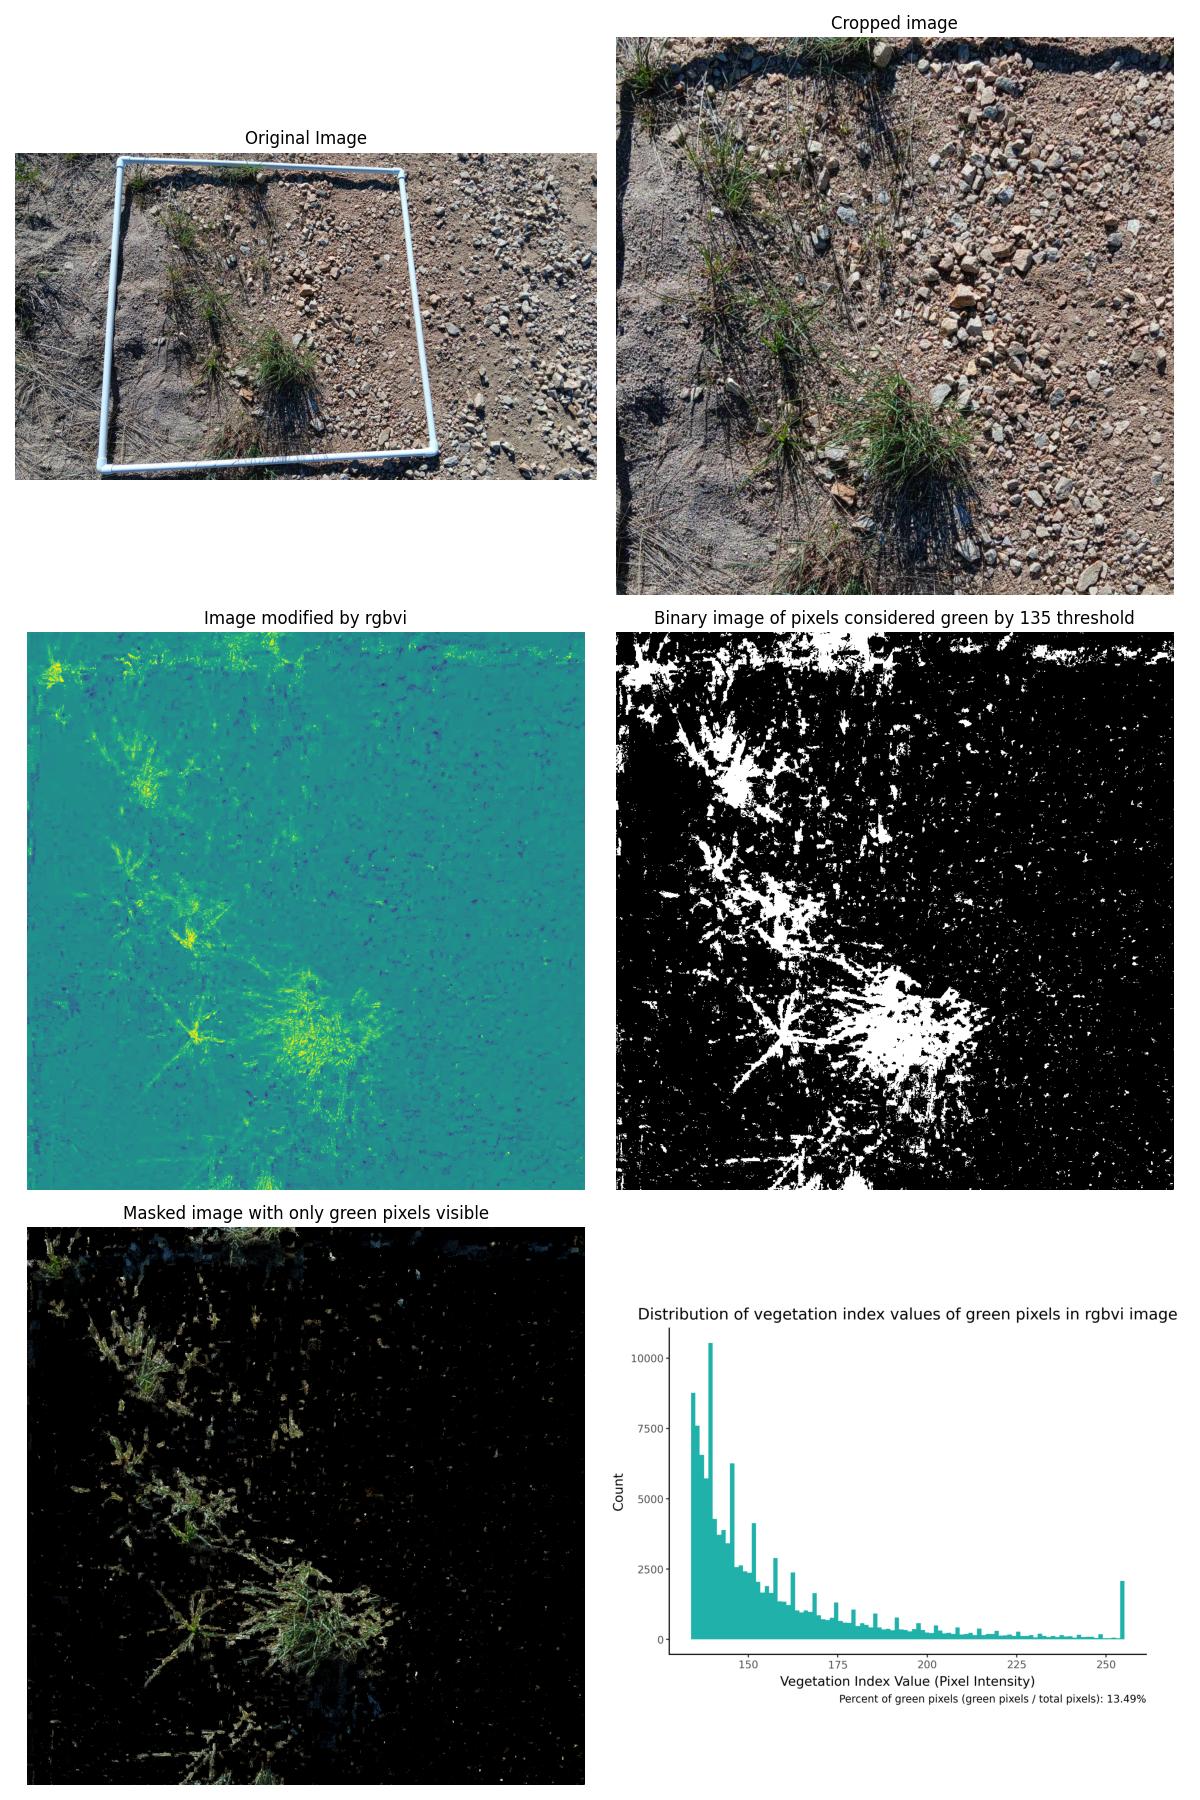 Original Image
Cropped image
Image modified by rgbvi
Binary image of pixels considered green by 135 threshold
Masked image with only green pixels visible
Distribution of vegetation index values of green pixels in rgbvi image
10000
7500
5000
2500
0
Count
150 175 200 225 250
Vegetation Index Value (Pixel Intensity)
Percent of green pixels (green pixels / total pixels): 13.49%